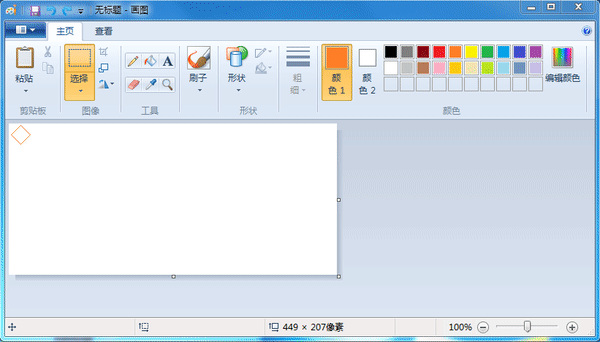 无标题 - 画图
主页 查看
粘贴
选择
A
刷子
形状
粗细
颜色 1
颜色 2
编辑颜色
剪贴板 图像 工具 形状 颜色
449 × 207像素
100%